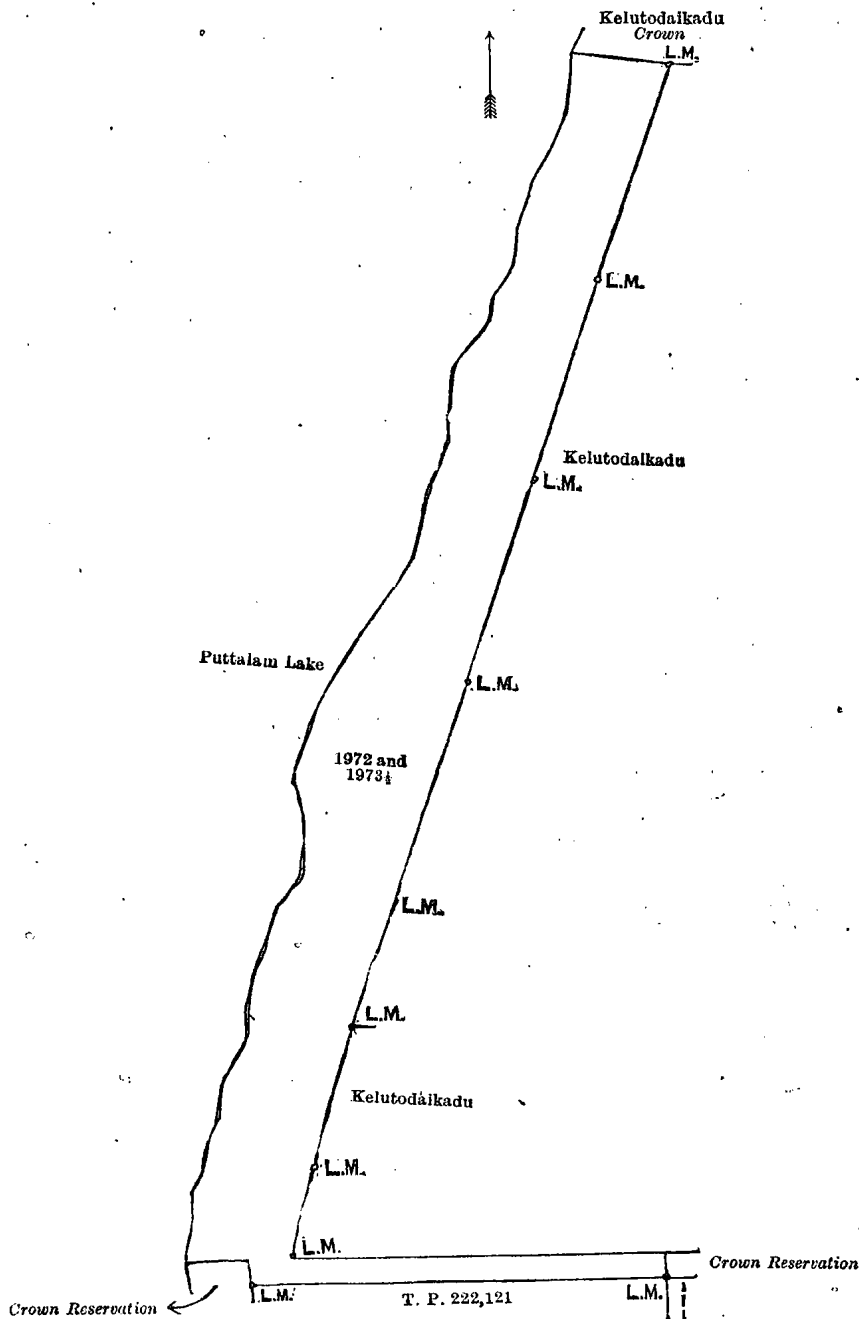 Kelutodaikadu
Crown
L.M.
L.M.
Kelutodaikadu
L.M.
Puttalam Lake
L.M.
1972 and
1973½
L.M.
L.M.
Kelutodaikadu
L.M.
L.M.
Crown Reservation
Crown Reservation
L.M.
T. P. 222,121
L.M.